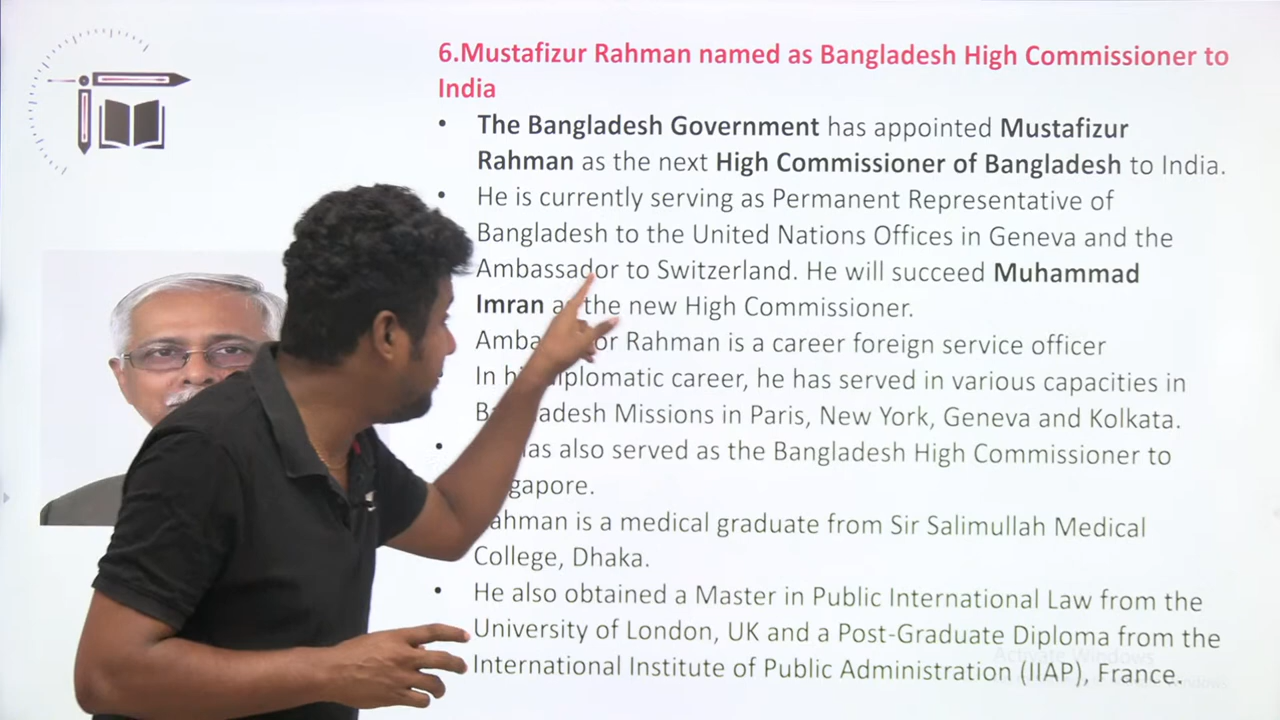 6.Mustafizur Rahman named as Bangladesh High Commissioner to
India
• The Bangladesh Government has appointed Mustafizur
Rahman as the next High Commissioner of Bangladesh to India.
• He is currently serving as Permanent Representative of
Bangladesh to the United Nations Offices in Geneva and the
Ambassador to Switzerland. He will succeed Muhammad
Imran as the new High Commissioner.
Rahman is a career foreign service officer
In diplomatic career, he has served in various capacities in
Missions in Paris, New York, Geneva and Kolkata.
• has also served as the Bangladesh High Commissioner to
Rahman is a medical graduate from Sir Salimullah Medical
College, Dhaka.
• He also obtained a Master in Public International Law from the
University of London, UK and a Post-Graduate Diploma from the
International Institute of Public Administration (IIAP), France.
Activate Windows